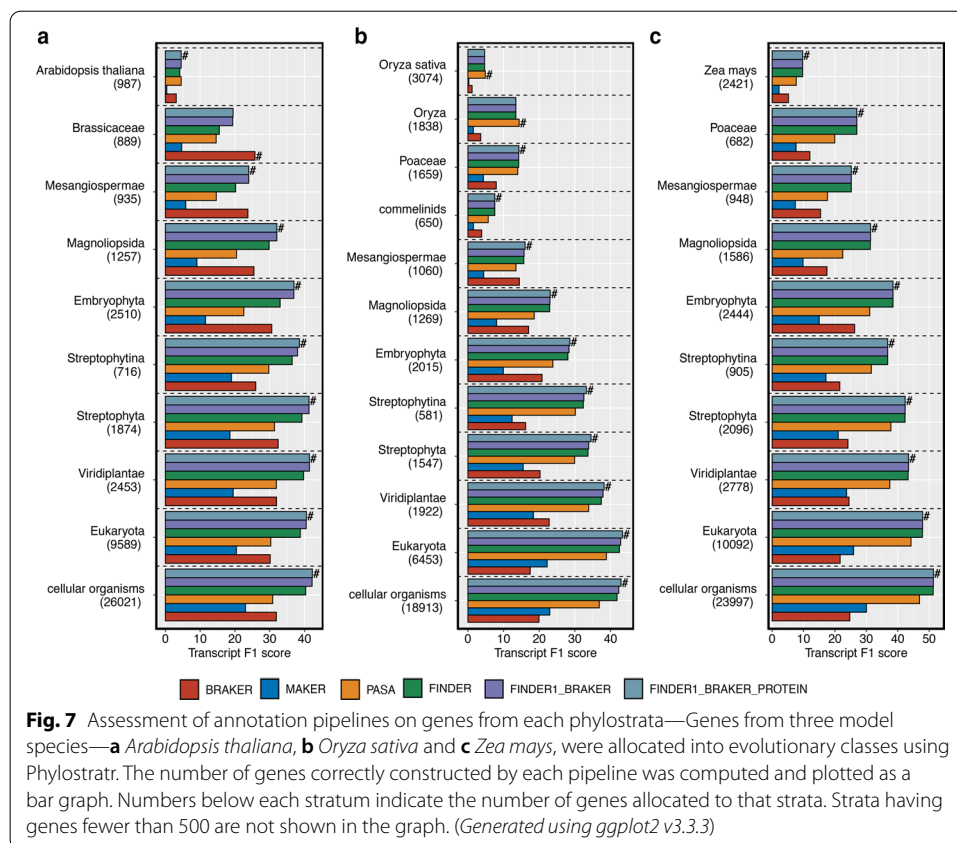 a
Arabidopsis thaliana
(987)
#
Brassicaceae
(889)
#
Mesangiospermae
(935)
#
Magnoliopsida
(1257)
#
Embryophyta
(2510)
#
Streptophytina
(716)
#
Streptophyta
(1874)
#
Viridiplantae
(2453)
#
Eukaryota
(9589)
#
cellular organisms
(26021)
#
0 10 20 30 40
Transcript F1 score
b
Oryza sativa
(3074)
#
Oryza
(1838)
#
Poaceae
(1659)
#
commelinids
(650)
#
Mesangiospermae
(1060)
#
Magnoliopsida
(1269)
#
Embryophyta
(2015)
#
Streptophytina
(581)
#
Streptophyta
(1547)
#
Viridiplantae
(1922)
#
Eukaryota
(6453)
#
cellular organisms
(18913)
#
0 10 20 30 40
Transcript F1 score
c
Zea mays
(2421)
#
Poaceae
(682)
#
Mesangiospermae
(948)
#
Magnoliopsida
(1586)
#
Embryophyta
(2444)
#
Streptophytina
(905)
#
Streptophyta
(2096)
#
Viridiplantae
(2778)
#
Eukaryota
(10092)
#
cellular organisms
(23997)
#
0 10 20 30 40 50
Transcript F1 score
BRAKER MAKER PASA FINDER FINDER1_BRAKER FINDER1_BRAKER_PROTEIN
Fig. 7 Assessment of annotation pipelines on genes from each phylostrata—Genes from three model
species—a Arabidopsis thaliana, b Oryza sativa and c Zea mays, were allocated into evolutionary classes using
Phylostratr. The number of genes correctly constructed by each pipeline was computed and plotted as a
bar graph. Numbers below each stratum indicate the number of genes allocated to that strata. Strata having
genes fewer than 500 are not shown in the graph. (Generated using ggplot2 v3.3.3)